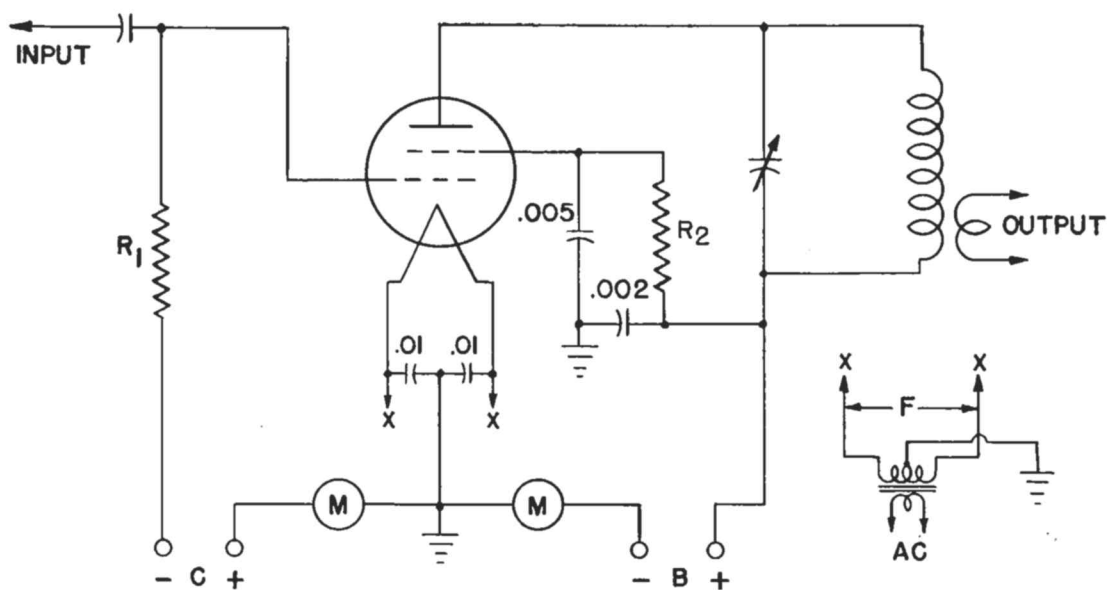 INPUT
R1
.005
R2
.002
OUTPUT
.01 .01
X X
X X
F
M M
AC
- C +
- B +